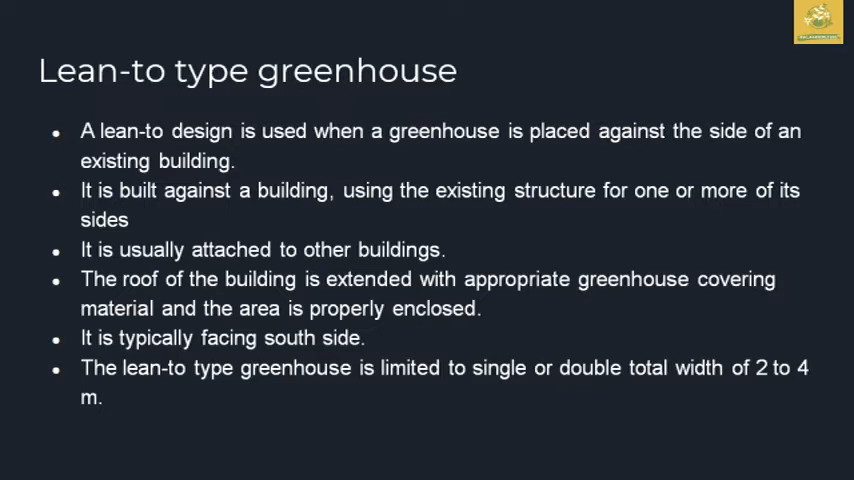 Lean-to type greenhouse
• A lean-to design is used when a greenhouse is placed against the side of an
existing building.
• It is built against a building, using the existing structure for one or more of its
sides
• It is usually attached to other buildings.
• The roof of the building is extended with appropriate greenhouse covering
material and the area is properly enclosed.
• It is typically facing south side.
• The lean-to type greenhouse is limited to single or double total width of 2 to 4
m.